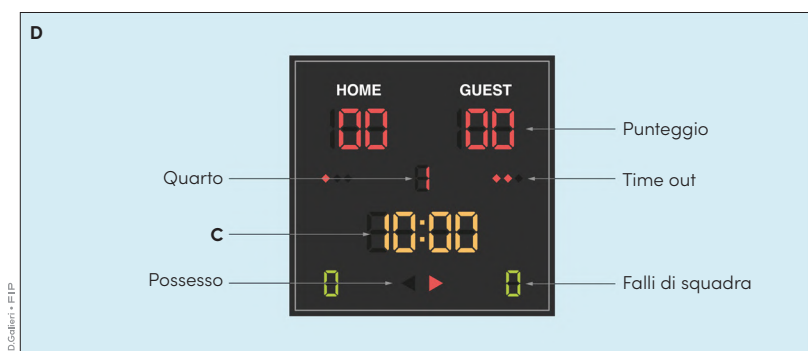 D
HOME GUEST
00 00
Punteggio
Quarto
1
Time out
C
10:00
Possesso
0 0
Falli di squadra
D.Galieri • FIP